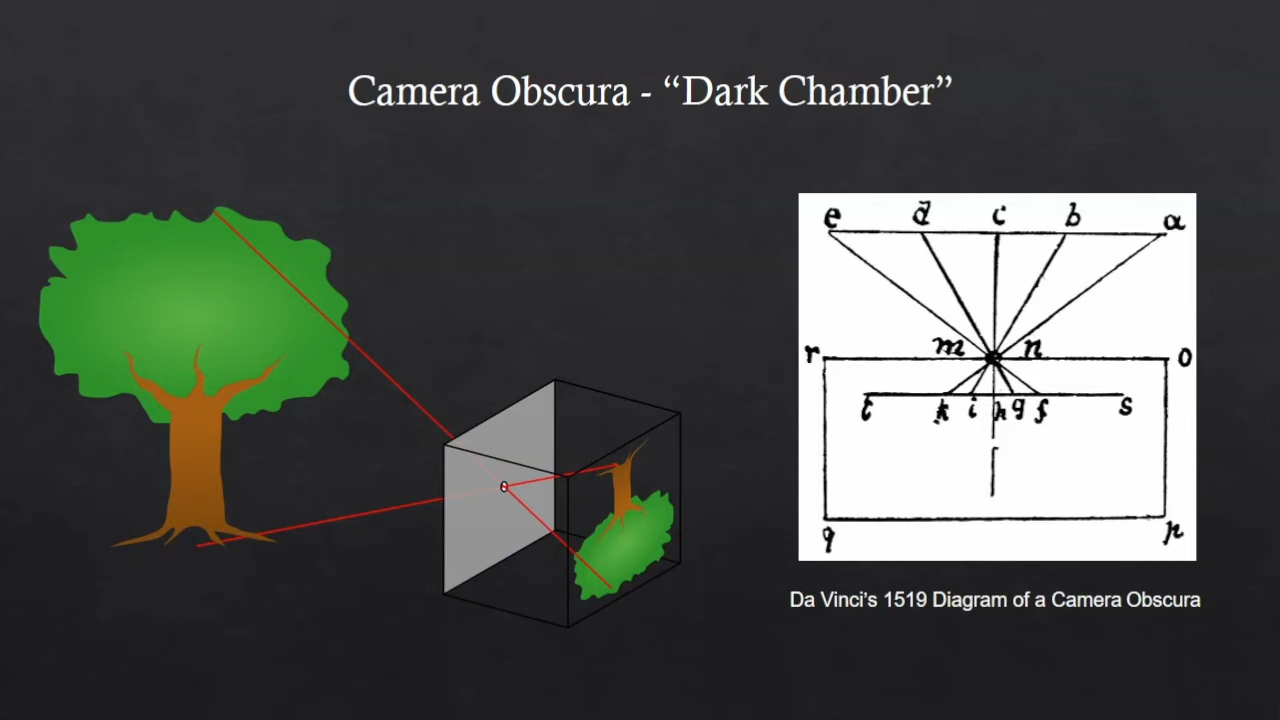 Camera Obscura - “Dark Chamber”
e d c b a
r m n o
t k i h g f s
q p
Da Vinci’s 1519 Diagram of a Camera Obscura